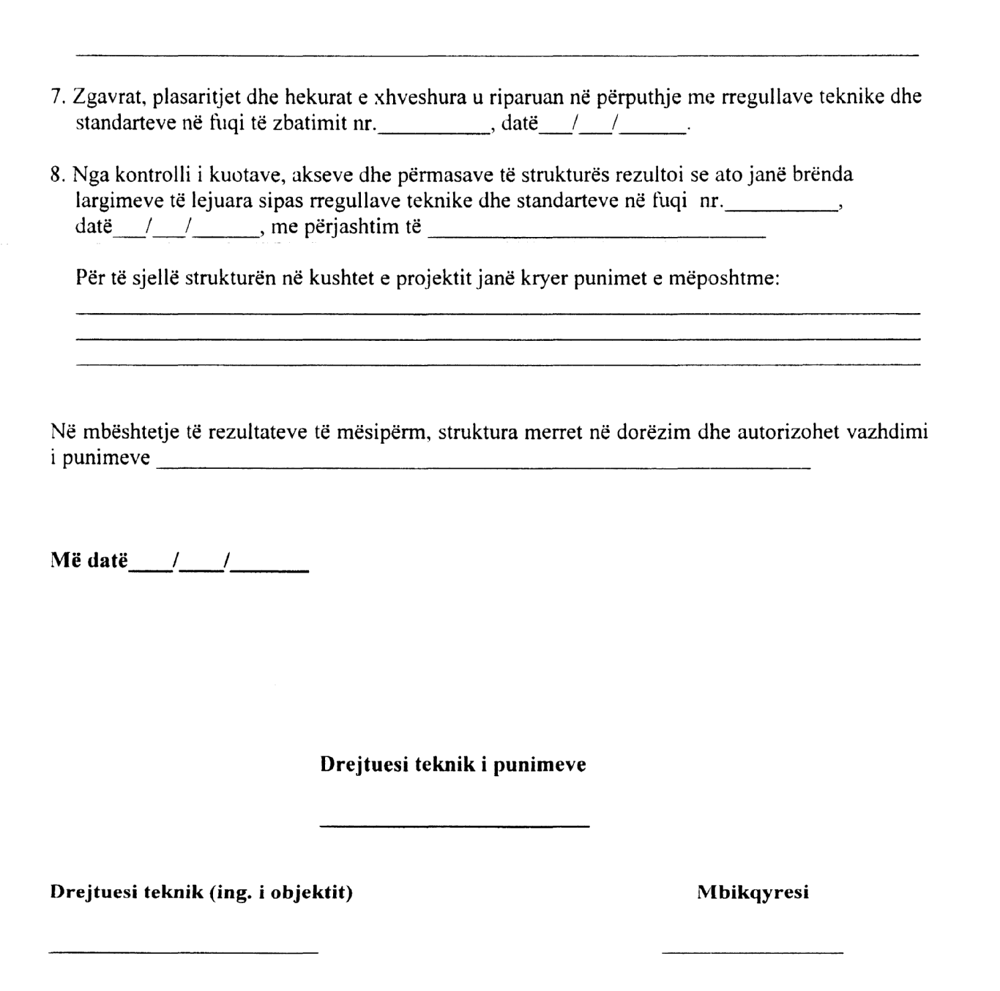 7. Zgavrat, plasaritjet dhe hekurat e xhveshura u riparuan në përputhje me rregullave teknike dhe
standarteve në fuqi të zbatimit nr.__________, datë___/___/______.
8. Nga kontrolli i kuotave, akseve dhe përmasave të strukturës rezultoi se ato janë brënda
largimeve të lejuara sipas rregullave teknike dhe standarteve në fuqi nr.__________,
datë___/___/______, me përjashtim të ______________________________
Për të sjellë strukturën në kushtet e projektit janë kryer punimet e mëposhtme:
Në mbështetje të rezultateve të mësipërm, struktura merret në dorëzim dhe autorizohet vazhdimi
i punimeve __________________________________________________________
Më datë____/____/_______
Drejtuesi teknik i punimeve
Drejtuesi teknik (ing. i objektit) Mbikqyresi